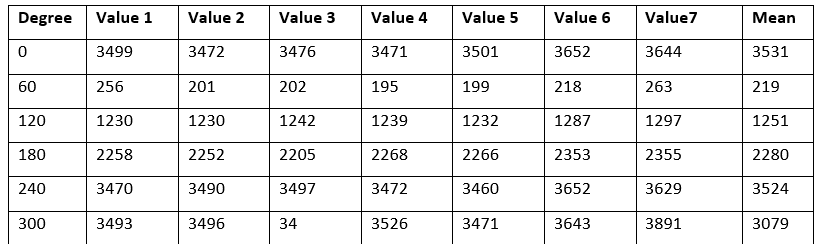 Degree Value 1 Value 2 Value 3 Value 4 Value 5 Value 6 Value7 Mean
0 3499 3472 3476 3471 3501 3652 3644 3531
60 256 201 202 195 199 218 263 219
120 1230 1230 1242 1239 1232 1287 1297 1251
180 2258 2252 2205 2268 2266 2353 2355 2280
240 3470 3490 3497 3472 3460 3652 3629 3524
300 3493 3496 34 3526 3471 3643 3891 3079